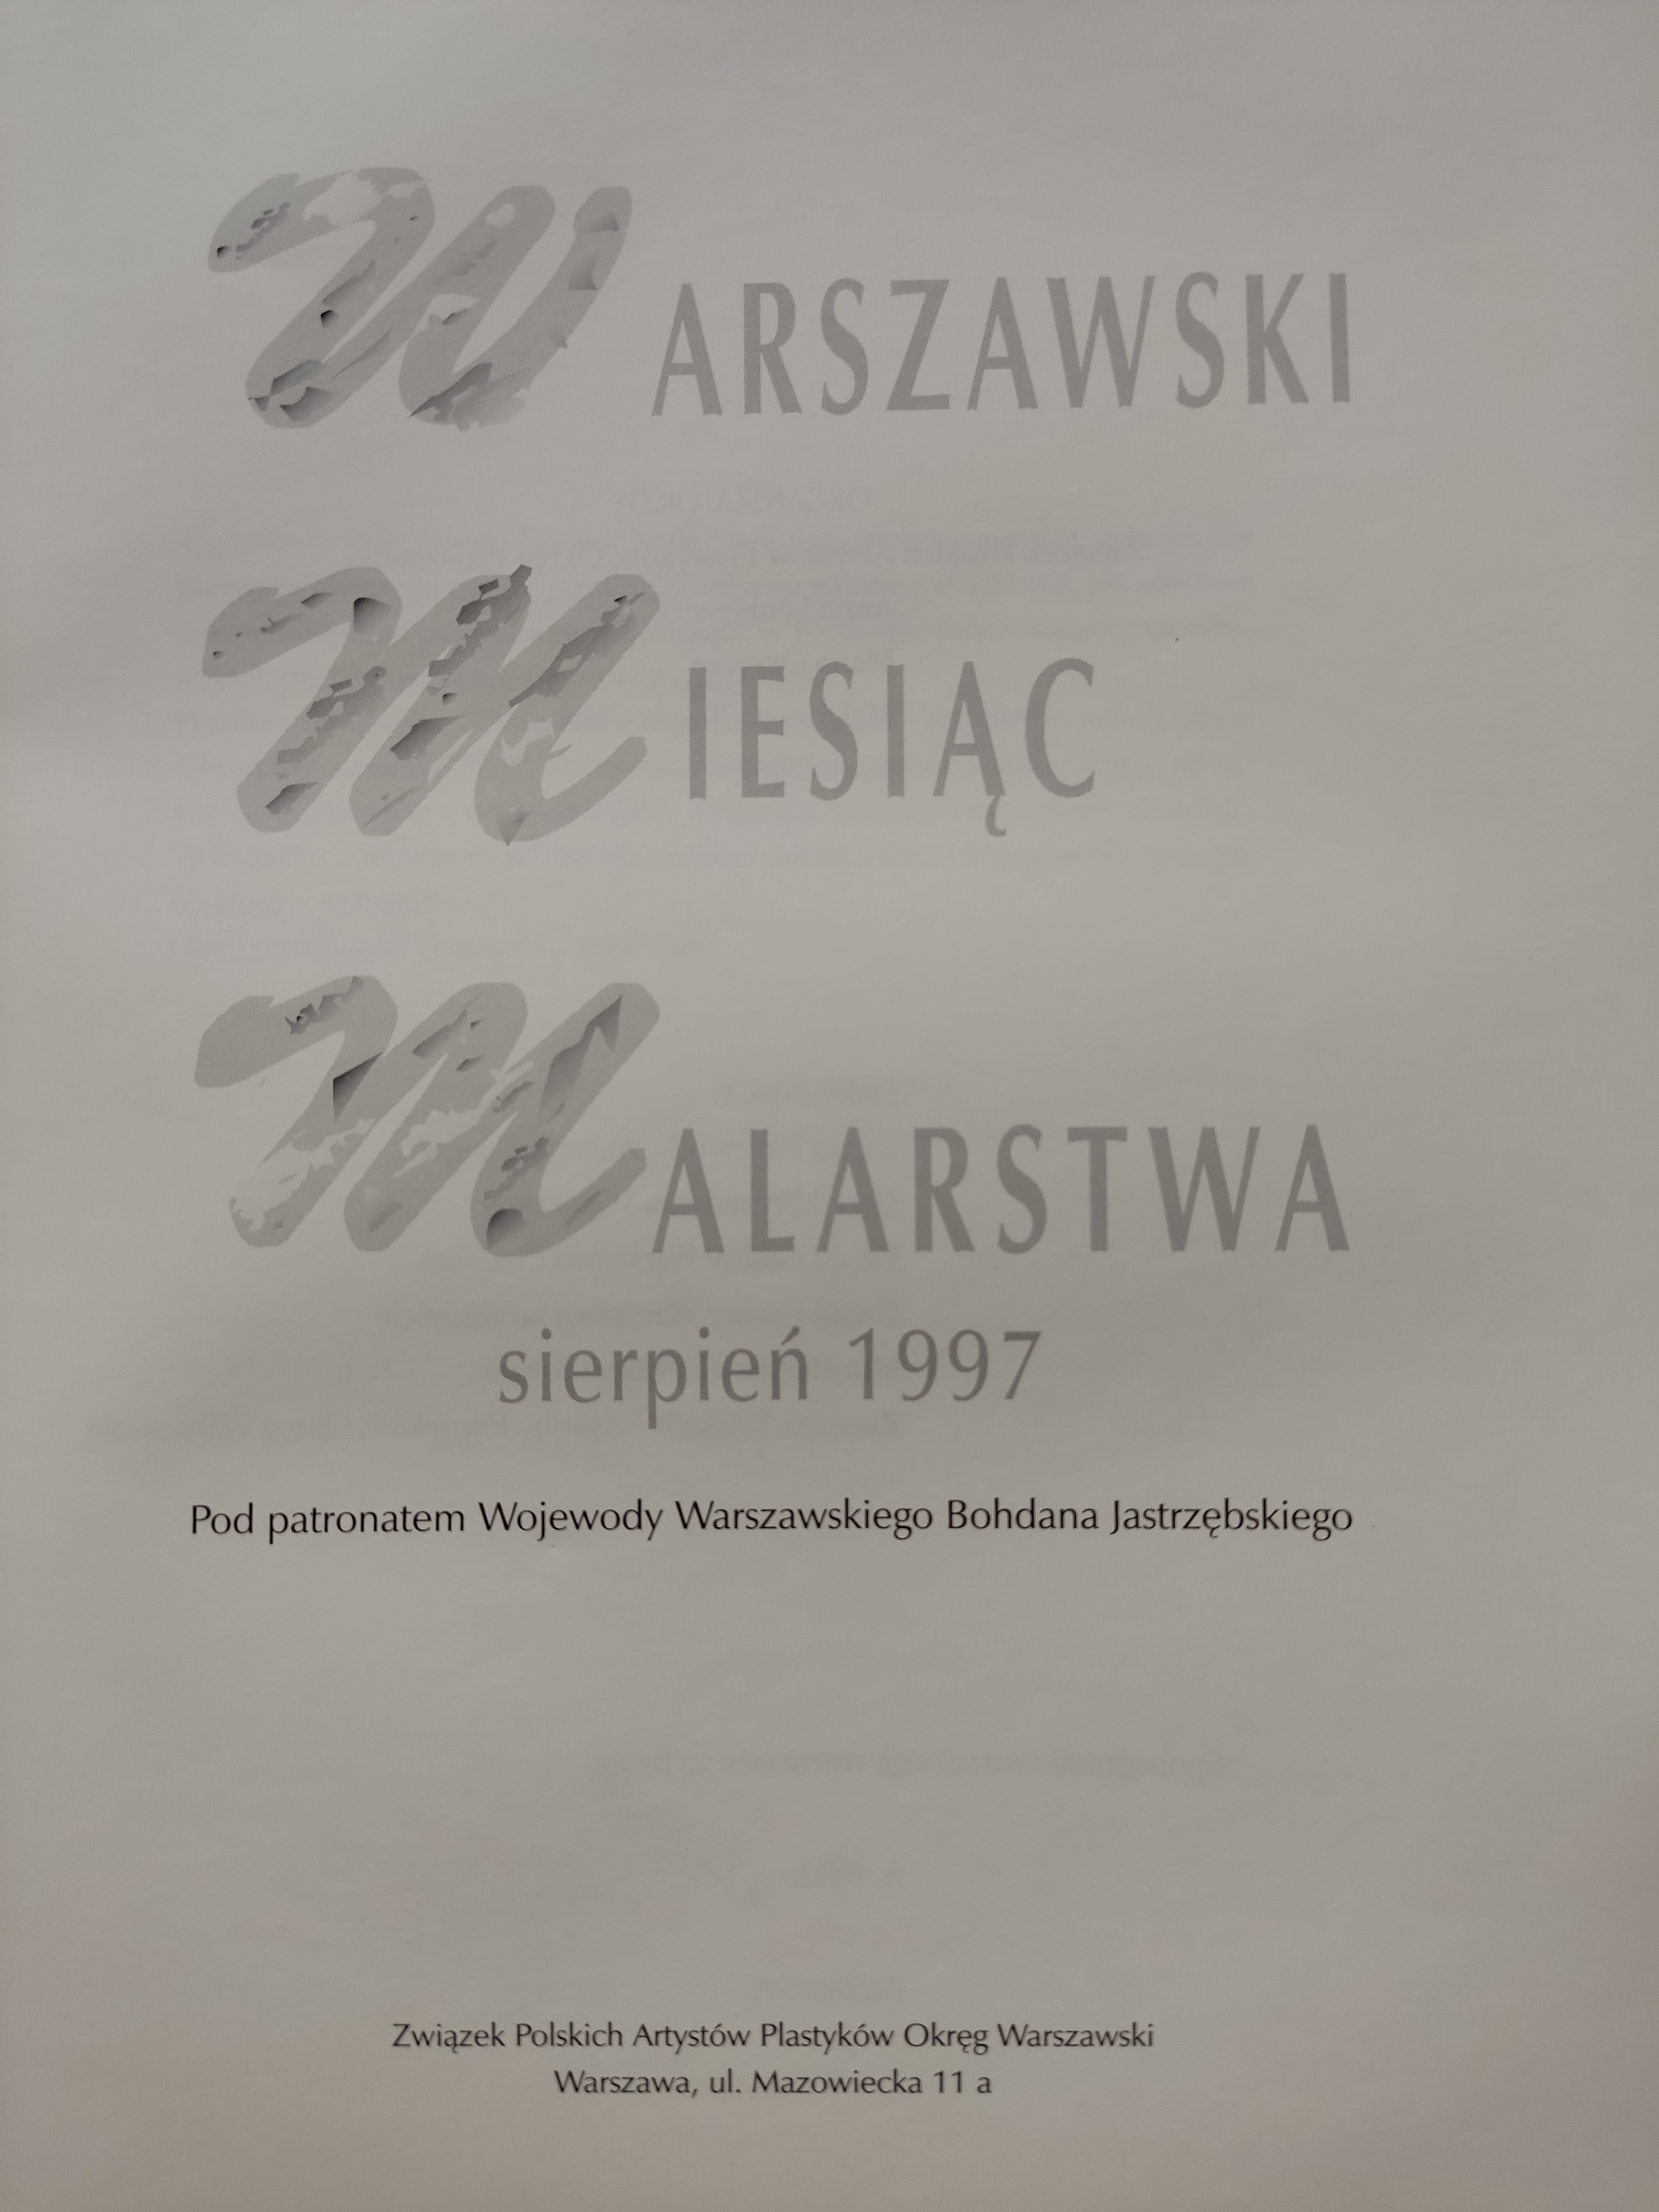 WARSZAWSKI
MIESIĄC
MALARSTWA
sierpień 1997
Pod patronatem Wojewody Warszawskiego Bohdana Jastrzębskiego
Związek Polskich Artystów Plastyków Okręg Warszawski
Warszawa, ul. Mazowiecka 11 a